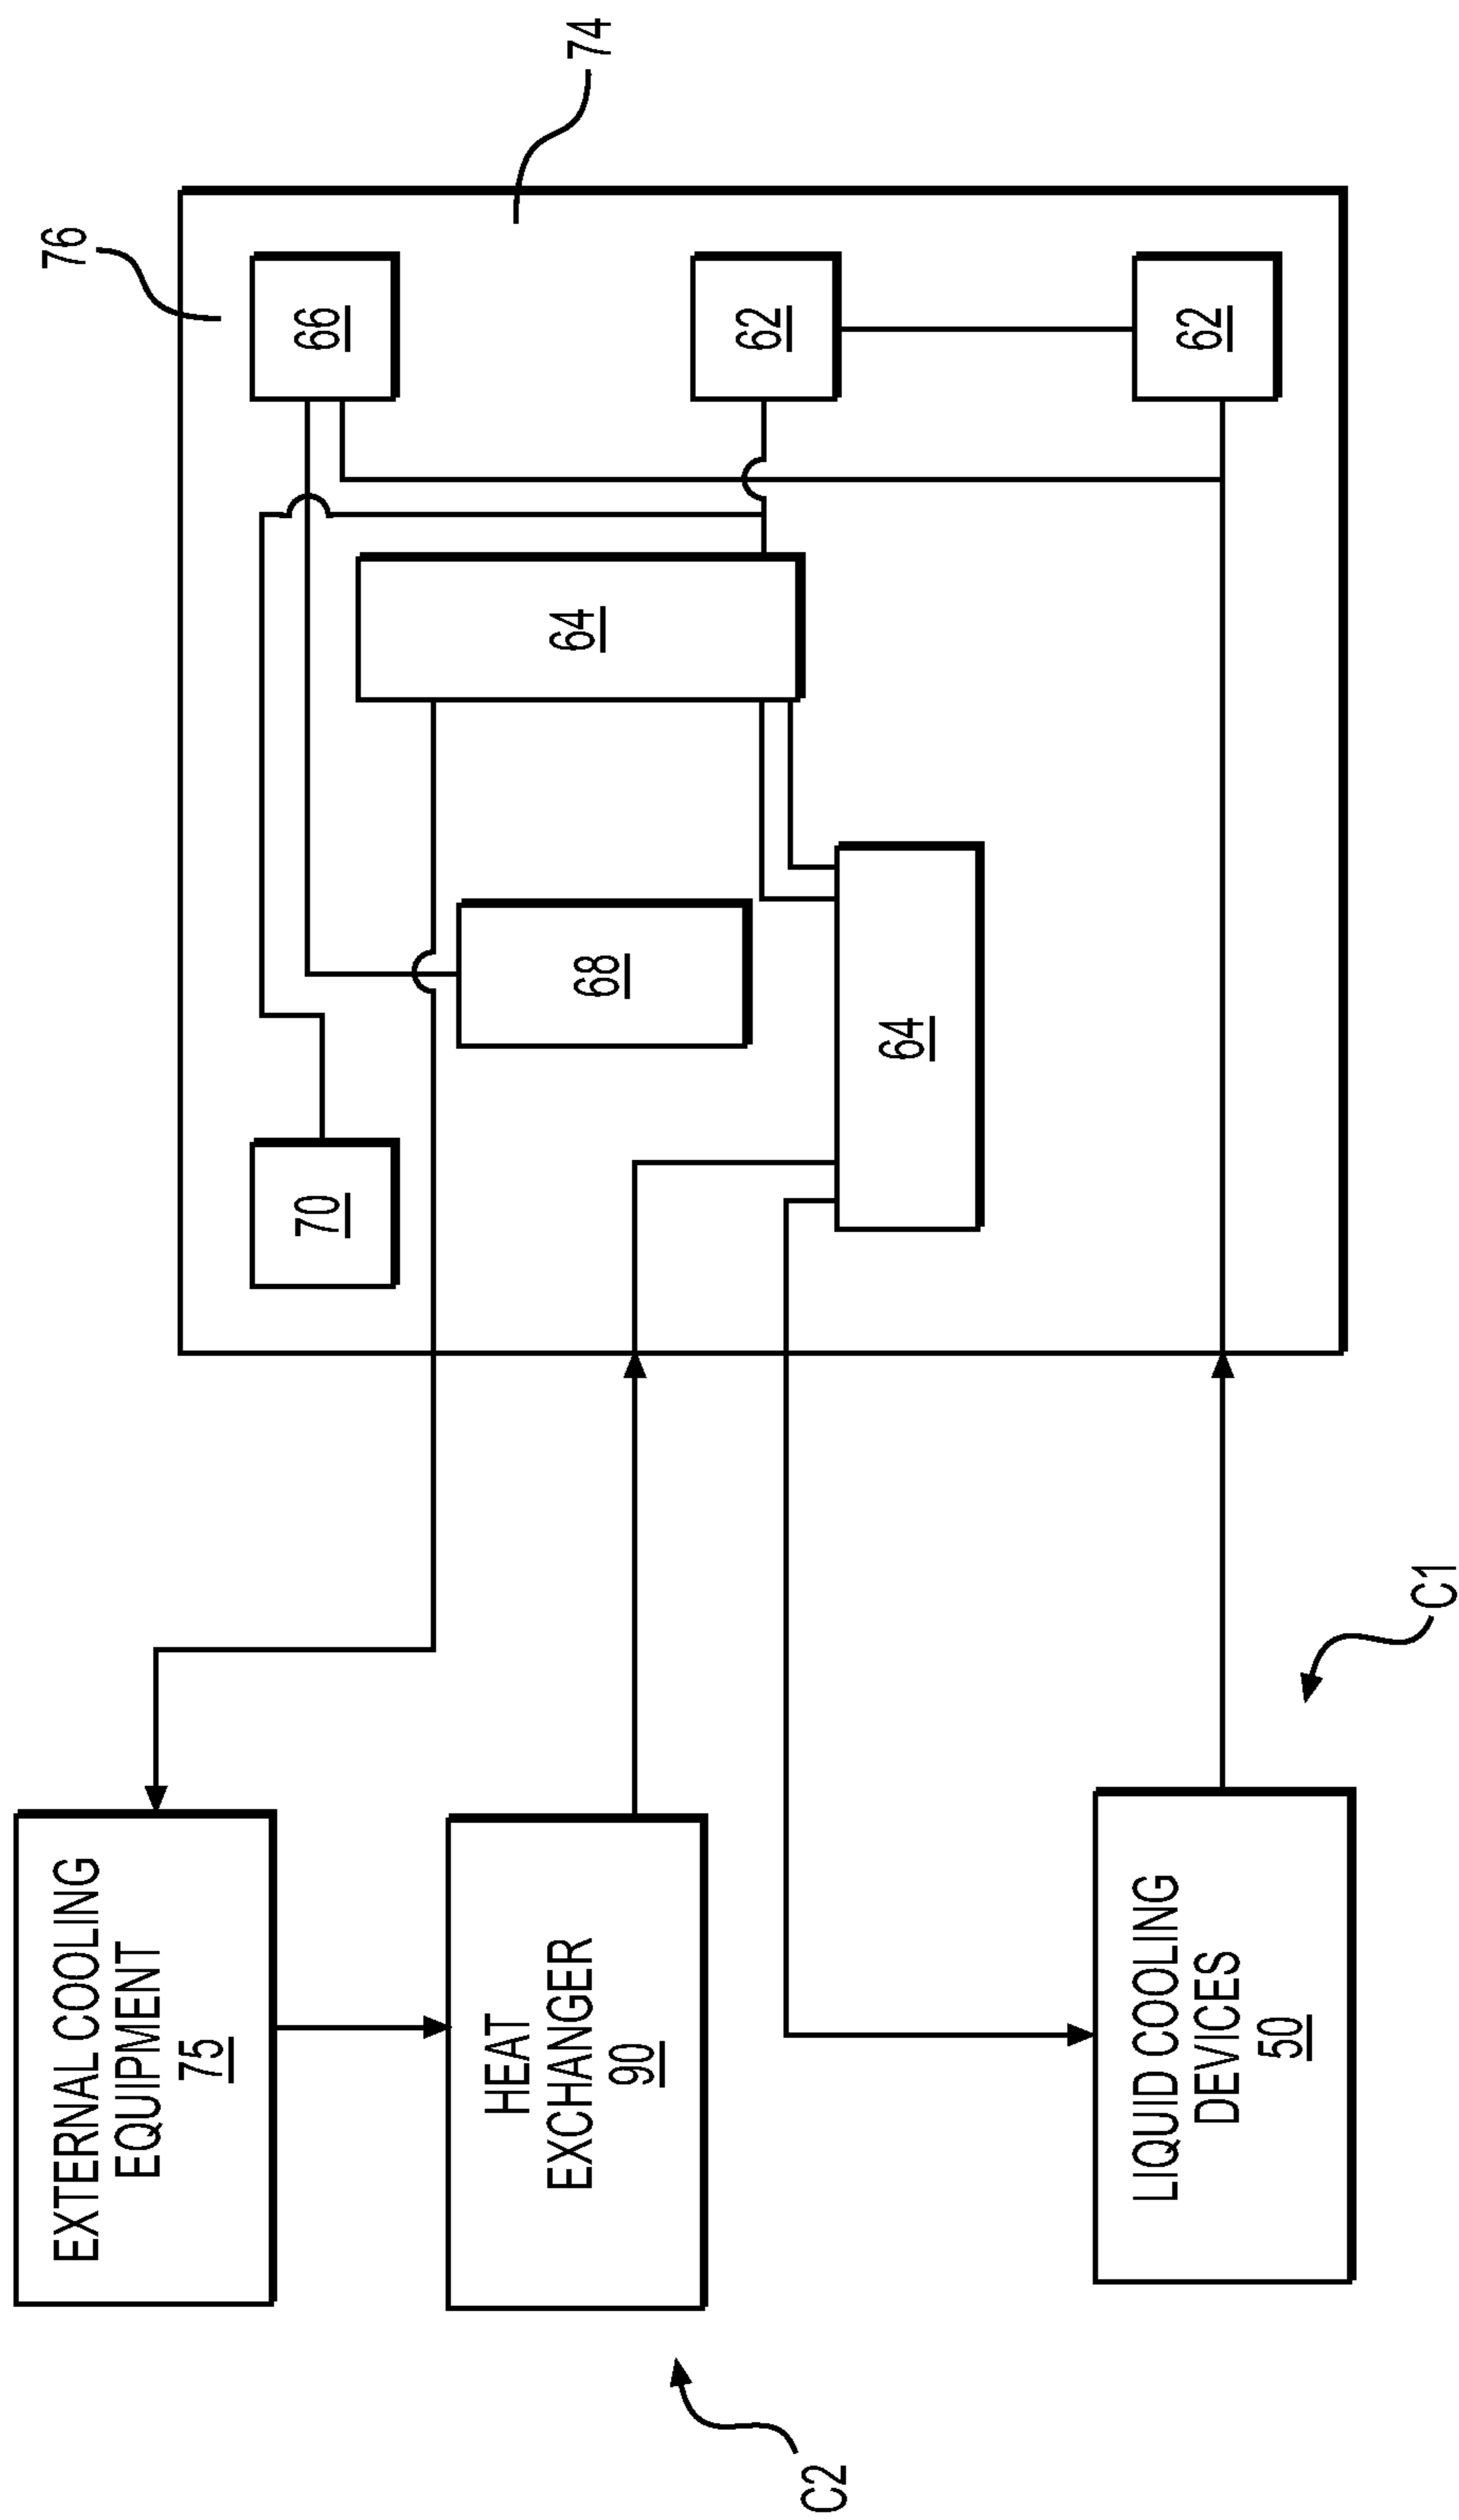 EXTERNAL COOLING
EQUIPMENT
75
76
70
66
HEAT
EXCHANGER
90
68
64
74
62
C2
64
LIQUID COOLING
DEVICES
50
62
C1